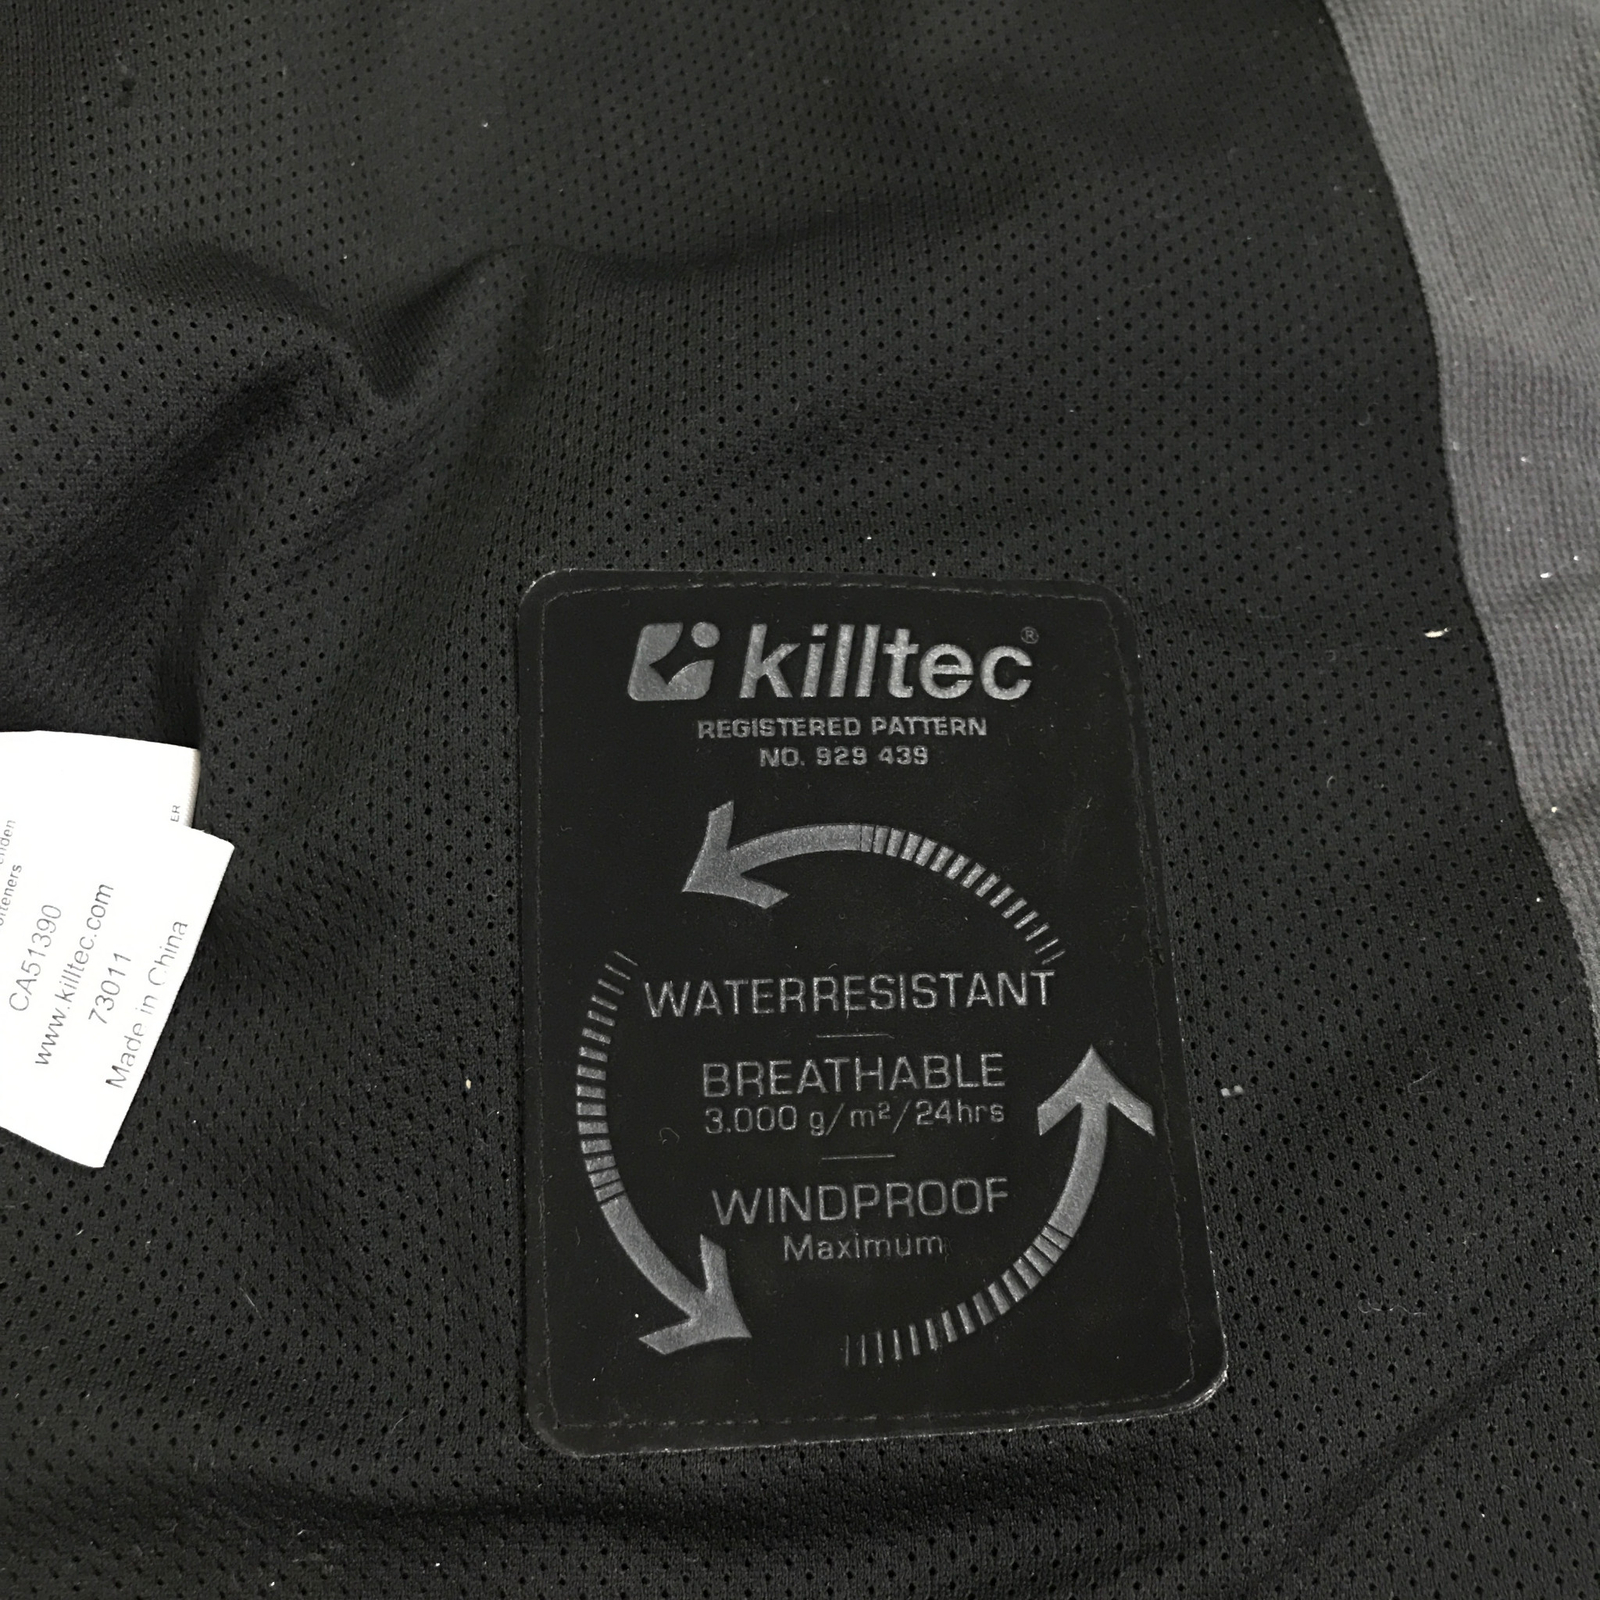 killtec®
REGISTERED PATTERN
NO. 929 439
WATERRESISTANT
BREATHABLE
3.000 g/m²/24hrs
WINDPROOF
Maximum
ER
CA51390
www.killtec.com
73011
Made in China